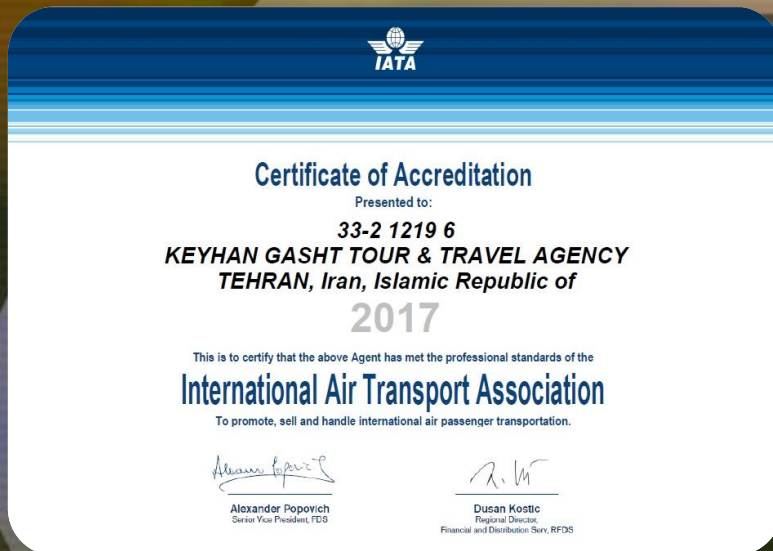 IATA
Certificate of Accreditation
Presented to:
33-2 1219 6
KEYHAN GASHT TOUR & TRAVEL AGENCY
TEHRAN, Iran, Islamic Republic of
2017
This is to certify that the above Agent has met the professional standards of the
International Air Transport Association
To promote, sell and handle international air passenger transportation.
Alexander Popovich
Senior Vice President, FDS
Dusan Kostic
Regional Director,
Financial and Distribution Serv, RFDS